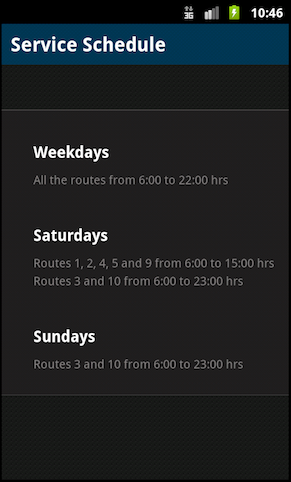 3G 10:46
Service Schedule
Weekdays
All the routes from 6:00 to 22:00 hrs
Saturdays
Routes 1, 2, 4, 5 and 9 from 6:00 to 15:00 hrs
Routes 3 and 10 from 6:00 to 23:00 hrs
Sundays
Routes 3 and 10 from 6:00 to 23:00 hrs